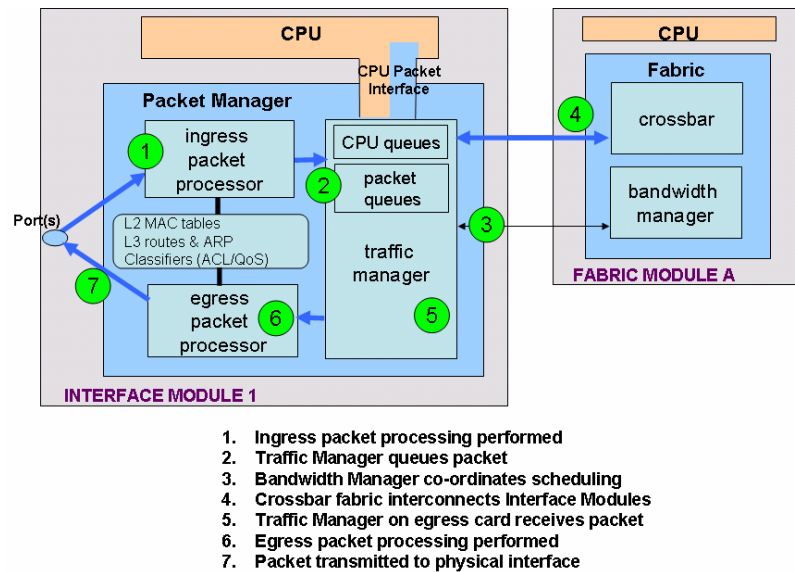 CPU
CPU Packet
Interface
Packet Manager
1
ingress
packet
processor
CPU queues
2
packet
queues
Port(s)
L2 MAC tables
L3 routes & ARP
Classifiers (ACL/QoS)
traffic
manager
7
egress
packet
processor
6
5
INTERFACE MODULE 1
CPU
Fabric
4
crossbar
3
bandwidth
manager
FABRIC MODULE A
1. Ingress packet processing performed
2. Traffic Manager queues packet
3. Bandwidth Manager co-ordinates scheduling
4. Crossbar fabric interconnects Interface Modules
5. Traffic Manager on egress card receives packet
6. Egress packet processing performed
7. Packet transmitted to physical interface